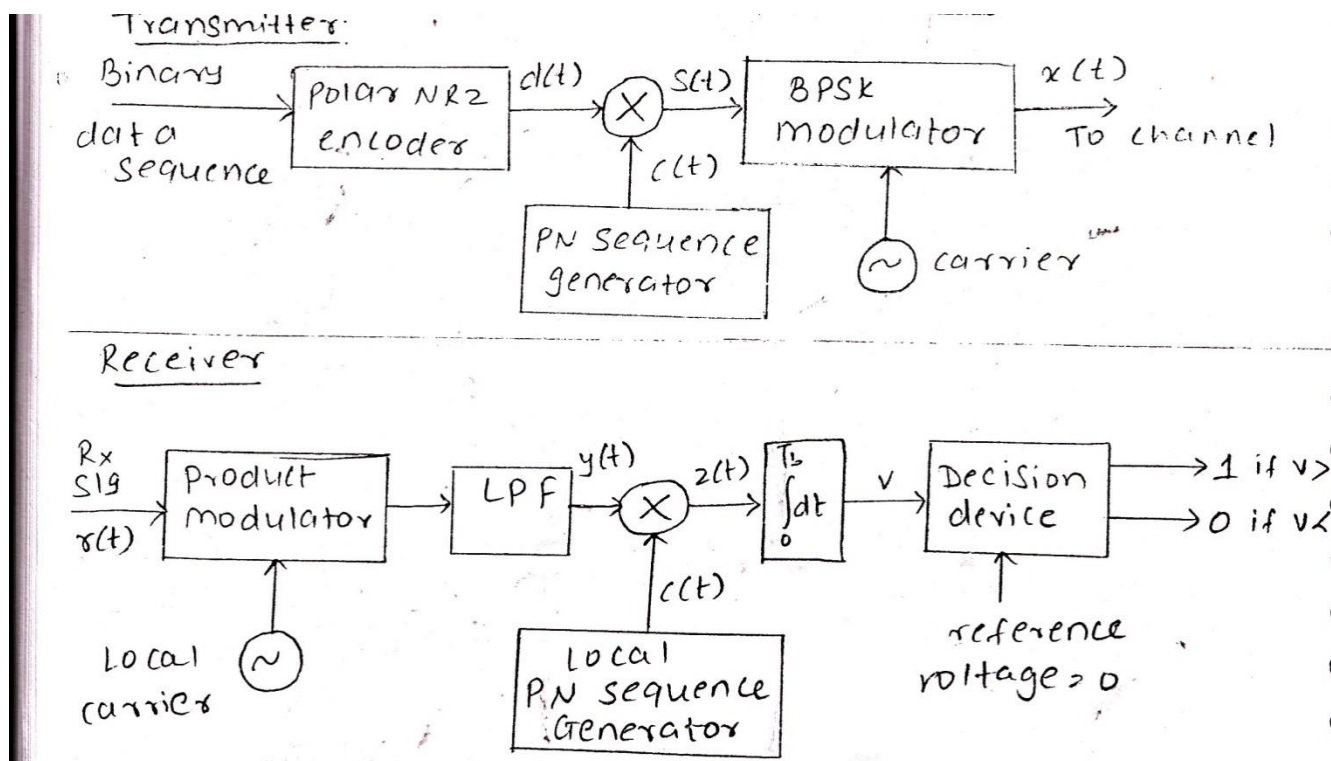 Transmitter:
Binary
data
sequence
Polar NRZ
encoder
d(t)
×
S(t)
c(t)
PN sequence
generator
BPSK
modulator
~ carrier
x(t)
To channel
Receiver
Rx
sig
r(t)
Product
modulator
Local
carrier
~
LPF
y(t)
×
c(t)
Local
PN sequence
Generator
z(t)
Tb
∫dt
0
v
Decision
device
1 if v>
0 if v<
reference
voltage = 0